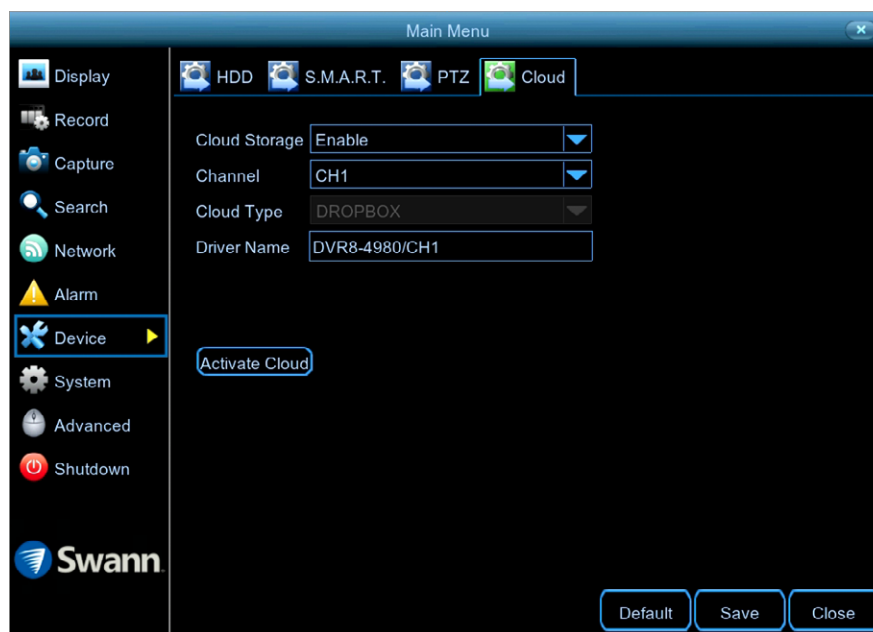 Main Menu
Display
Record
Capture
Search
Network
Alarm
Device
System
Advanced
Shutdown
Swann
HDD
S.M.A.R.T.
PTZ
Cloud
Cloud Storage Enable
Channel CH1
Cloud Type DROPBOX
Driver Name DVR8-4980/CH1
Activate Cloud
Default
Save
Close